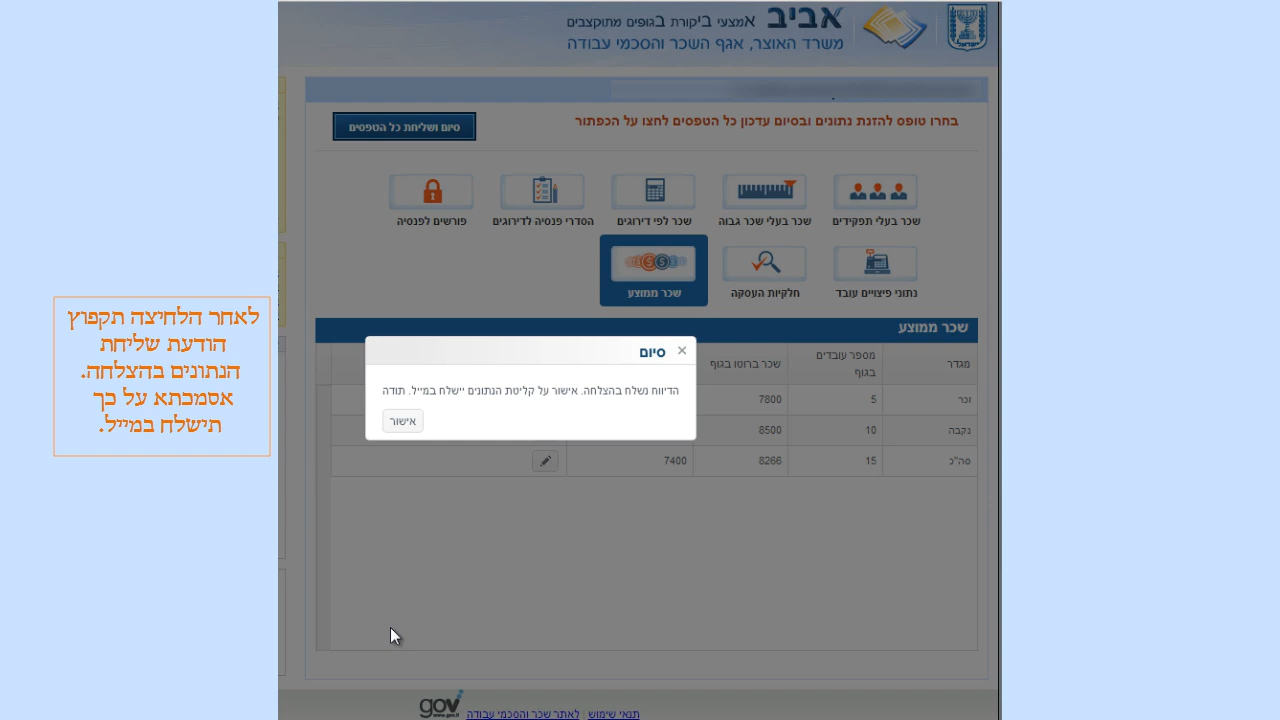 אביב אמצעי ביקורת בגופים מתוקצבים
משרד האוצר, אגף השכר והסכמי עבודה
ישראל
בחרו טופס להזנת נתונים ובסיום עדכון כל הטפסים לחצו על הכפתור
סיום ושליחת כל הטפסים
שכר בעלי תפקידים
שכר בעלי שכר גבוה
שכר לפי דירוגים
הסדרי פנסיה לדירוגים
פורשים לפנסיה
נתוני פיצויים עובד
חלקיות העסקה
שכר ממוצע
שכר ממוצע
מגדר
מספר עובדים
בגוף
שכר ברוטו בגוף
זכר 5 7800
נקבה 10 8500
סה"כ 15 8266 7400
סיום
הדיווח נשלח בהצלחה. אישור על קליטת הנתונים יישלח במייל. תודה
אישור
לאחר הלחיצה תקפוץ
הודעת שליחת
הנתונים בהצלחה.
אסמכתא על כך
תישלח במייל.
תנאי שימוש | לאתר שכר והסכמי עבודה
gov
www.gov.il